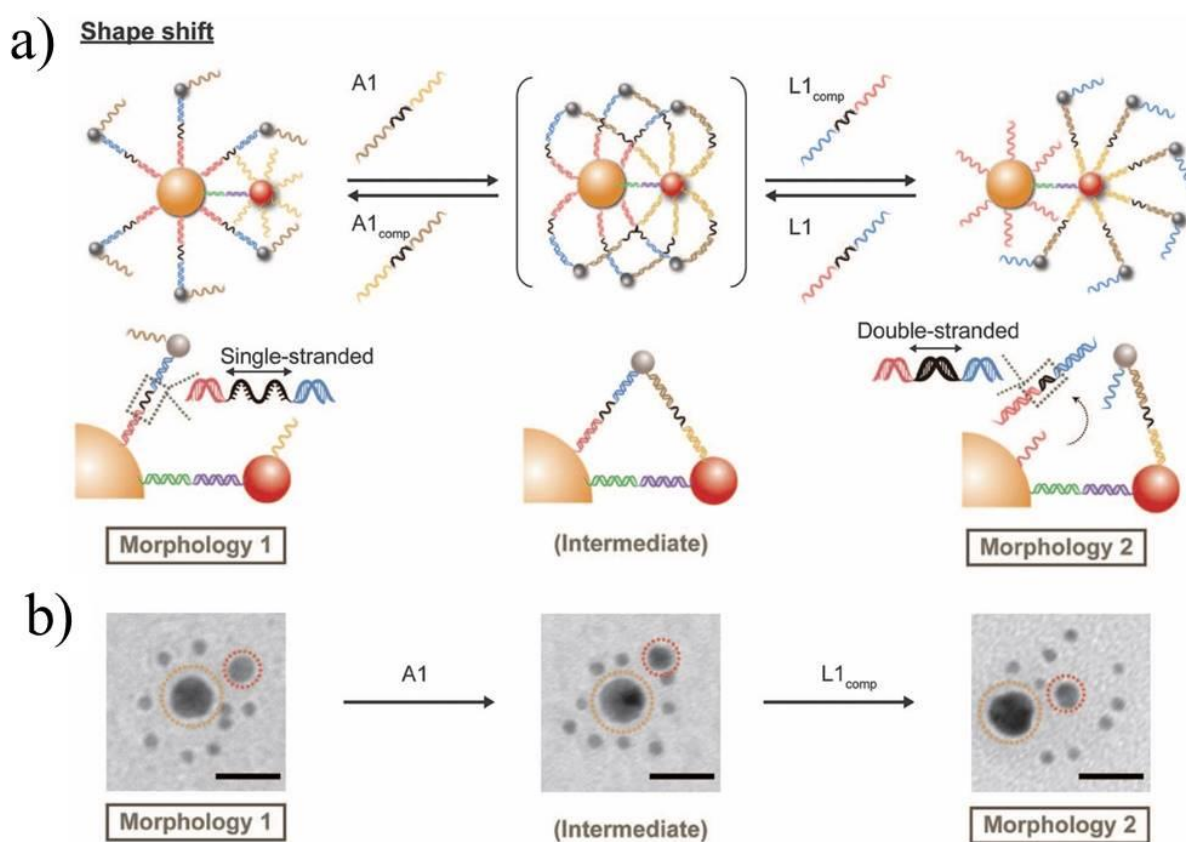 a)
Shape shift
A1
L1comp
A1comp
L1
Single-stranded
Double-stranded
Morphology 1
(Intermediate)
Morphology 2
b)
A1
L1comp
Morphology 1
(Intermediate)
Morphology 2